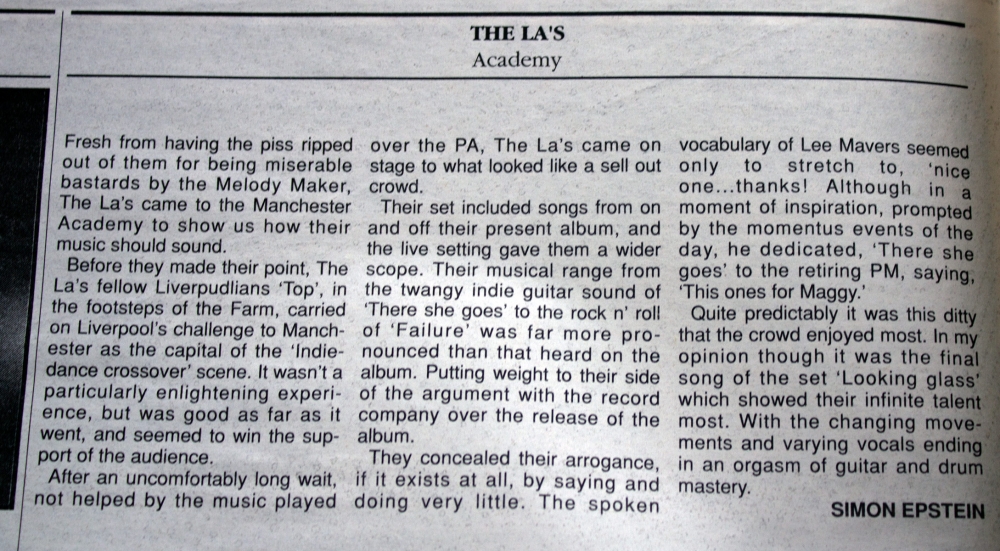 THE LA'S
Academy
Fresh from having the piss ripped
out of them for being miserable
bastards by the Melody Maker,
The La's came to the Manchester
Academy to show us how their
music should sound.
Before they made their point, The
La's fellow Liverpudlians 'Top', in
the footsteps of the Farm, carried
on Liverpool's challenge to Manch-
ester as the capital of the 'Indie-
dance crossover' scene. It wasn't a
particularly enlightening experi-
ence, but was good as far as it
went, and seemed to win the sup-
port of the audience.
After an uncomfortably long wait,
not helped by the music played
over the PA, The La's came on
stage to what looked like a sell out
crowd.
Their set included songs from on
and off their present album, and
the live setting gave them a wider
scope. Their musical range from
the twangy indie guitar sound of
'There she goes' to the rock n' roll
of 'Failure' was far more pro-
nounced than that heard on the
album. Putting weight to their side
of the argument with the record
company over the release of the
album.
They concealed their arrogance,
if it exists at all, by saying and
doing very little. The spoken
vocabulary of Lee Mavers seemed
only to stretch to, 'nice
one...thanks! Although in a
moment of inspiration, prompted
by the momentus events of the
day, he dedicated, 'There she
goes' to the retiring PM, saying,
'This ones for Maggy.'
Quite predictably it was this ditty
that the crowd enjoyed most. In my
opinion though it was the final
song of the set 'Looking glass'
which showed their infinite talent
most. With the changing move-
ments and varying vocals ending
in an orgasm of guitar and drum
mastery.
SIMON EPSTEIN